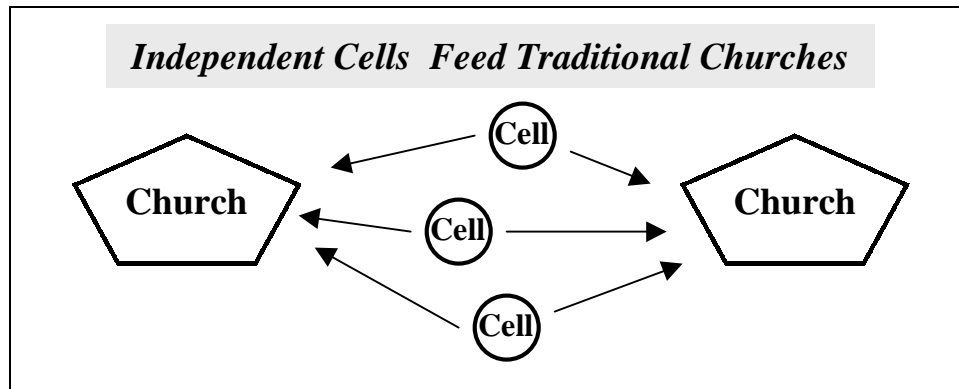 Independent Cells Feed Traditional Churches
Cell
Church
Church
Cell
Cell